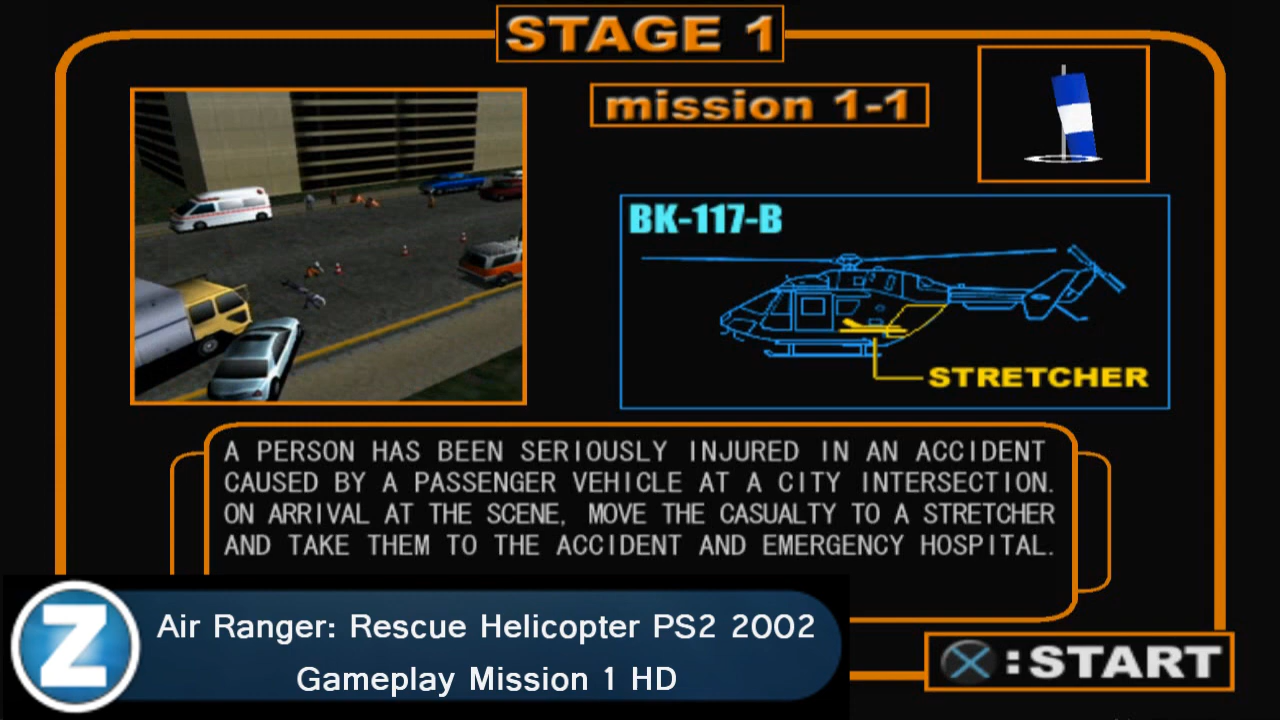 STAGE 1
mission 1-1
BK-117-B
STRETCHER
A PERSON HAS BEEN SERIOUSLY INJURED IN AN ACCIDENT
CAUSED BY A PASSENGER VEHICLE AT A CITY INTERSECTION.
ON ARRIVAL AT THE SCENE, MOVE THE CASUALTY TO A STRETCHER
AND TAKE THEM TO THE ACCIDENT AND EMERGENCY HOSPITAL.
Z
Air Ranger: Rescue Helicopter PS2 2002
Gameplay Mission 1 HD
:START